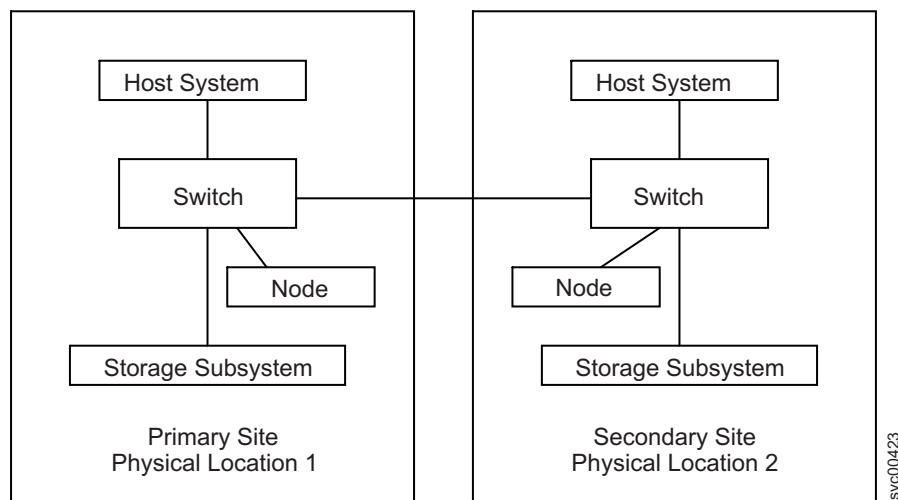 Host System
Switch
Node
Storage Subsystem
Primary Site
Physical Location 1
Host System
Switch
Node
Storage Subsystem
Secondary Site
Physical Location 2
svc00423